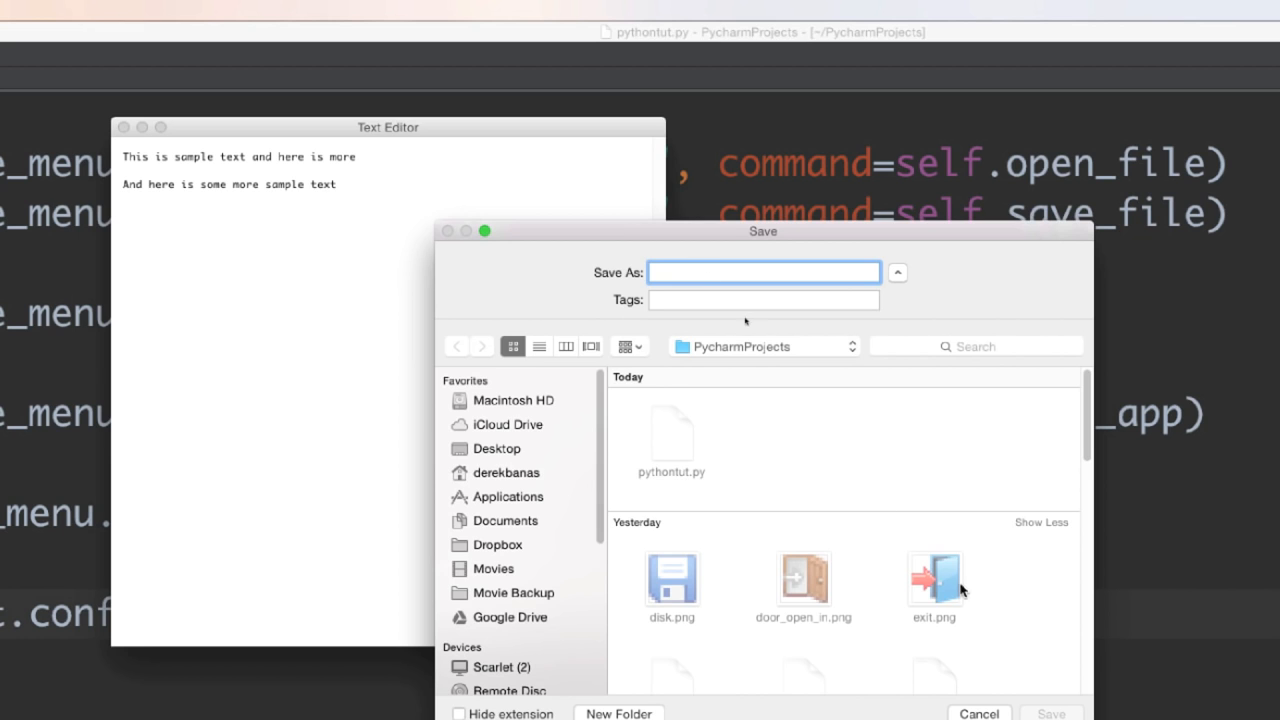 pythontut.py - PycharmProjects - [~/PycharmProjects]
Text Editor
This is sample text and here is more
And here is some more sample text
e_menu
, command=self.open_file)
e_menu
command=self.save_file)
e_menu
e_menu
_app)
_menu.
t.conf
Save
Save As:
Tags:
PycharmProjects
Search
Favorites
Macintosh HD
iCloud Drive
Desktop
derekbanas
Applications
Documents
Dropbox
Movies
Movie Backup
Google Drive
Devices
Scarlet (2)
Remote Disc
Today
pythontut.py
Yesterday
Show Less
disk.png
door_open_in.png
exit.png
Hide extension
New Folder
Cancel
Save